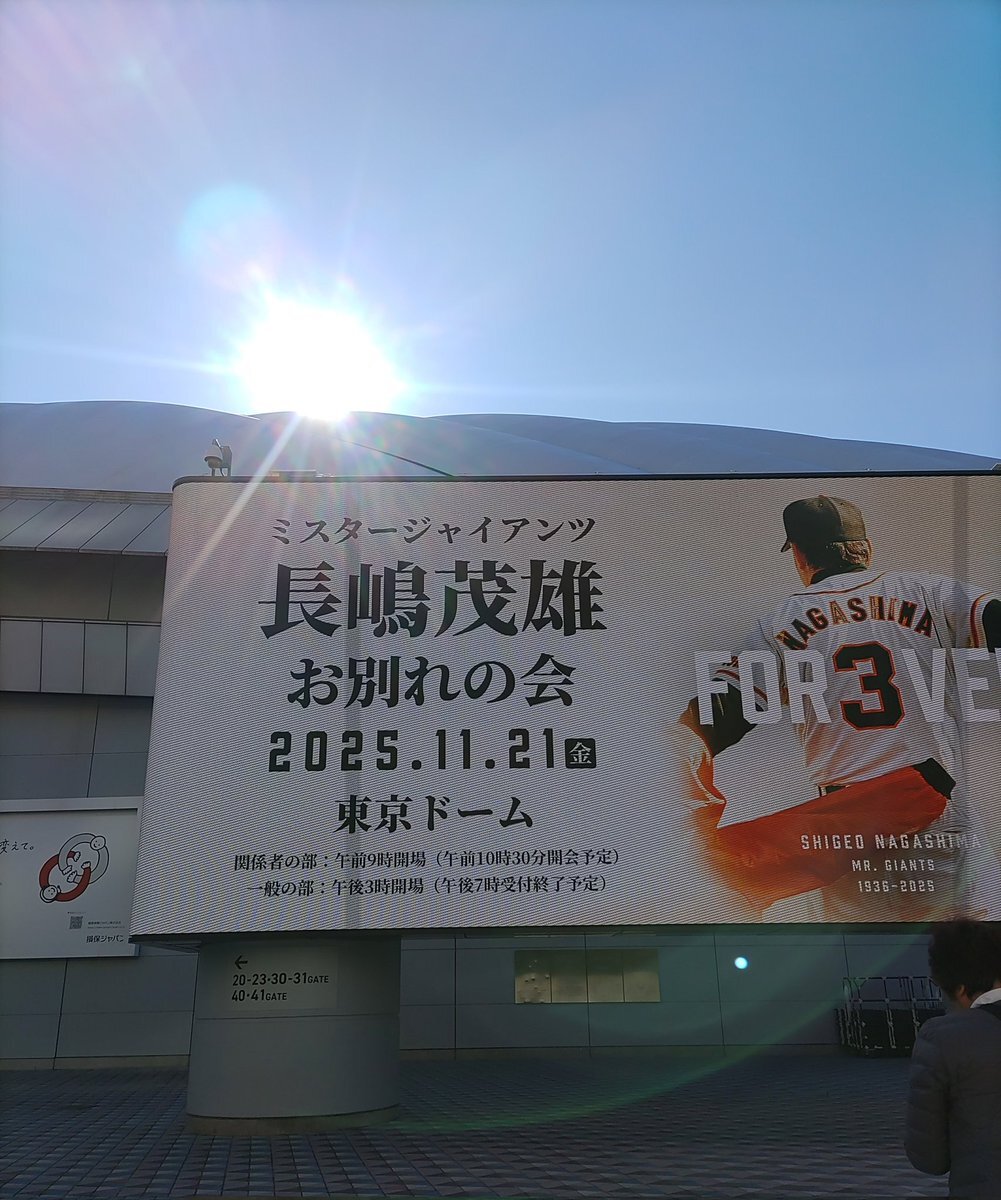 ミスタージャイアンツ
長嶋茂雄
お別れの会
2025.11.21金
東京ドーム
関係者の部：午前9時開場（午前10時30分開会予定）
一般の部：午後3時開場（午後7時受付終了予定）
NAGASHIMA
FOR3VE
SHIGEO NAGASHIMA
MR. GIANTS
1936-2025
変えて。
損保ジャパン
←
20-23・30-31GATE
40・41GATE